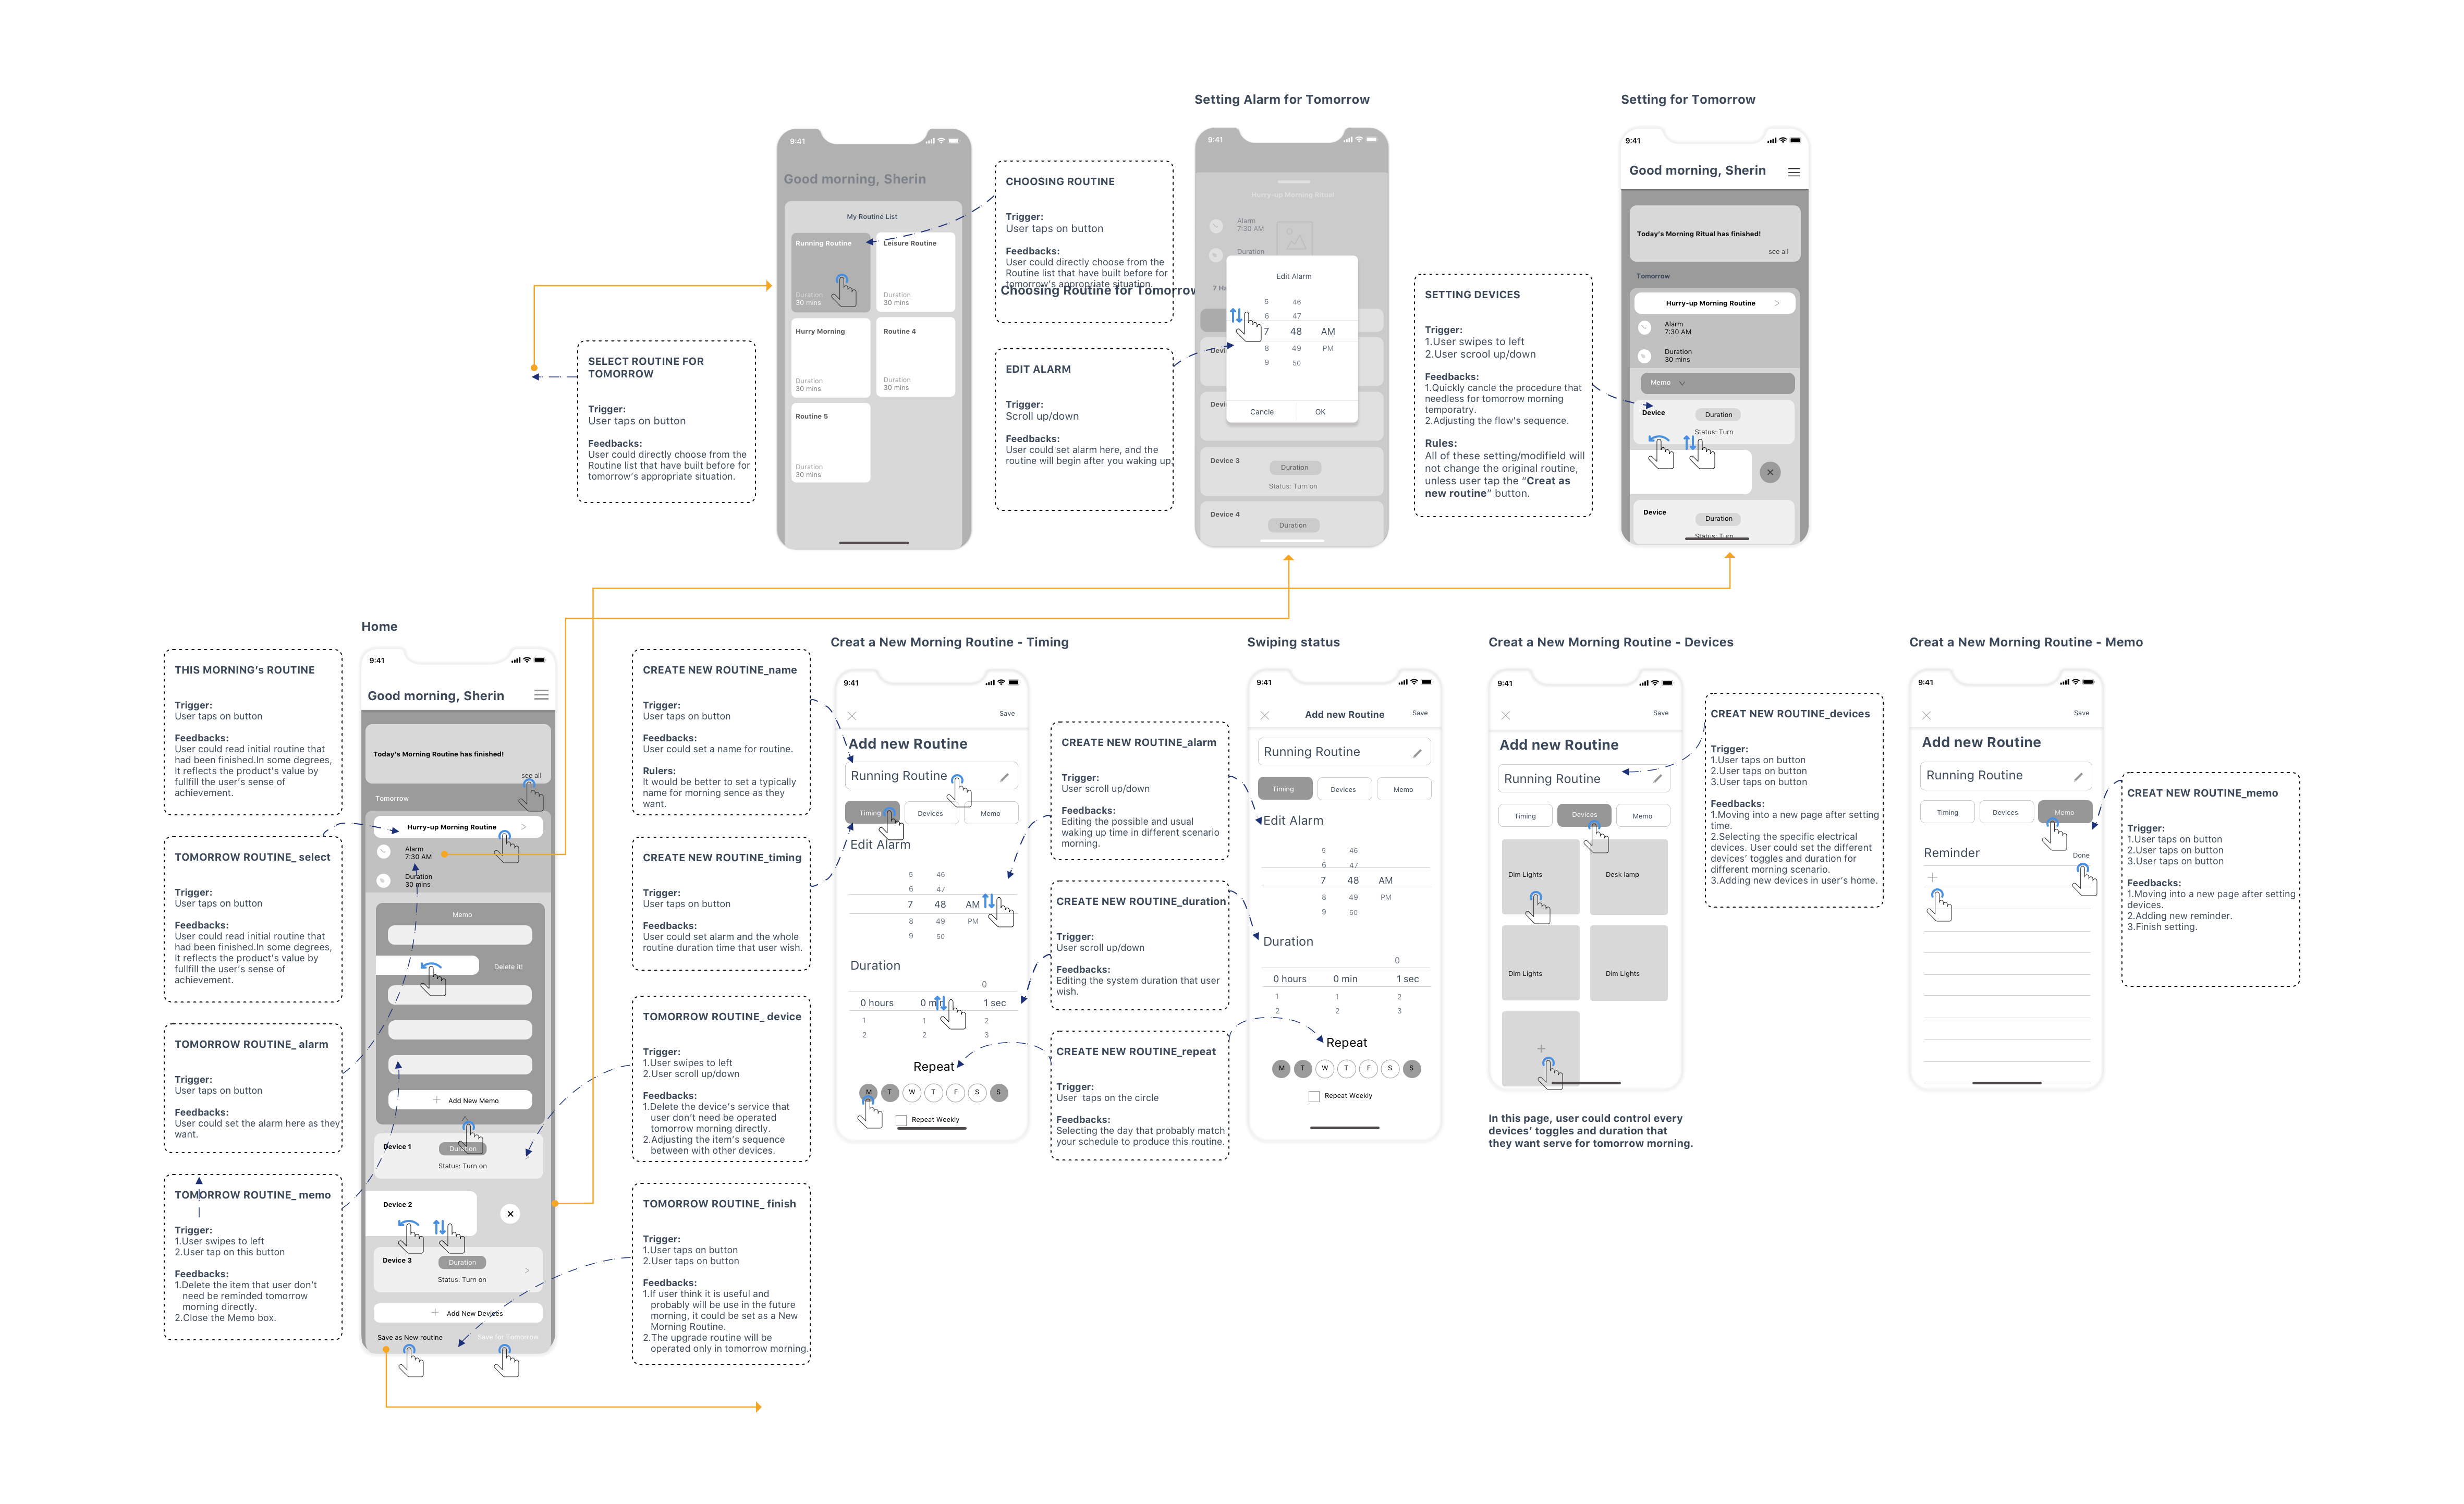 Setting Alarm for Tomorrow
Setting for Tomorrow
9:41
Good morning, Sherin
My Routine List
Running Routine
Leisure Routine
Duration
30 mins
Duration
30 mins
Hurry Morning
Routine 4
Duration
30 mins
Duration
30 mins
Routine 5
Duration
30 mins
SELECT ROUTINE FOR
TOMORROW
Trigger:
User taps on button
Feedbacks:
User could directly choose from the
Routine list that have built before for
tomorrow's appropriate situation.
CHOOSING ROUTINE
Trigger:
User taps on button
Feedbacks:
User could directly choose from the
Routine list that have built before for
tomorrow's appropriate situation.
Choosing Routine for Tomorrow
EDIT ALARM
Trigger:
Scroll up/down
Feedbacks:
User could set alarm here, and the
routine will begin after you waking up.
9:41
Hurry-up Morning Ritual
Alarm
7:30 AM
Duration
Edit Alarm
5 46
6 47
7 48 AM
8 49 PM
9 50
Cancle OK
Device 3
Duration
Status: Turn on
Device 4
Duration
SETTING DEVICES
Trigger:
1.User swipes to left
2.User scrool up/down
Feedbacks:
1.Quickly cancle the procedure that
needless for tomorrow morning
temporatry.
2.Adjusting the flow's sequence.
Rules:
All of these setting/modifield will
not change the original routine,
unless user tap the "Creat as
new routine" button.
9:41
Good morning, Sherin
Today's Morning Ritual has finished!
see all
Tomorrow
Hurry-up Morning Routine >
Alarm
7:30 AM
Duration
30 mins
Memo
Device
Duration
Status: Turn
Device
Duration
Status: Turn
Home
THIS MORNING's ROUTINE
Trigger:
User taps on button
Feedbacks:
User could read initial routine that
had been finished.In some degrees,
It reflects the product's value by
fullfill the user's sense of
achievement.
TOMORROW ROUTINE_ select
Trigger:
User taps on button
Feedbacks:
User could read initial routine that
had been finished.In some degrees,
It reflects the product's value by
fullfill the user's sense of
achievement.
TOMORROW ROUTINE_ alarm
Trigger:
User taps on button
Feedbacks:
User could set the alarm here as they
want.
TOMORROW ROUTINE_ memo
Trigger:
1.User swipes to left
2.User tap on this button
Feedbacks:
1.Delete the item that user don't
need be reminded tomorrow
morning directly.
2.Close the Memo box.
9:41
Good morning, Sherin
Today's Morning Routine has finished!
see all
Tomorrow
Hurry-up Morning Routine >
Alarm
7:30 AM
Duration
30 mins
Memo
Delete it!
+ Add New Memo
Device 1
Duration
Status: Turn on
Device 2
Device 3
Duration
Status: Turn on
+ Add New Devices
Save as New routine
Save for Tomorrow
CREATE NEW ROUTINE_name
Trigger:
User taps on button
Feedbacks:
User could set a name for routine.
Rulers:
It would be better to set a typically
name for morning sence as they
want.
CREATE NEW ROUTINE_timing
Trigger:
User taps on button
Feedbacks:
User could set alarm and the whole
routine duration time that user wish.
TOMORROW ROUTINE_ device
Trigger:
1.User swipes to left
2.User scroll up/down
Feedbacks:
1.Delete the device's service that
user don't need be operated
tomorrow morning directly.
2.Adjusting the item's sequence
between with other devices.
TOMORROW ROUTINE_ finish
Trigger:
1.User taps on button
2.User taps on button
Feedbacks:
1.If user think it is useful and
probably will be use in the future
morning, it could be set as a New
Morning Routine.
2.The upgrade routine will be
operated only in tomorrow morning.
Creat a New Morning Routine - Timing
9:41
Save
Add new Routine
Running Routine
Timing Devices Memo
Edit Alarm
5 46
6 47
7 48 AM
8 49 PM
9 50
Duration
0
0 hours 0 min 1 sec
1 1 2
2 2 3
Repeat
M T W T F S S
Repeat Weekly
CREATE NEW ROUTINE_alarm
Trigger:
User scroll up/down
Feedbacks:
Editing the possible and usual
waking up time in different scenario
morning.
CREATE NEW ROUTINE_duration
Trigger:
User scroll up/down
Feedbacks:
Editing the system duration that user
wish.
CREATE NEW ROUTINE_repeat
Trigger:
User taps on the circle
Feedbacks:
Selecting the day that probably match
your schedule to produce this routine.
Swiping status
9:41
Add new Routine
Save
Running Routine
Timing Devices Memo
Edit Alarm
5 46
6 47
7 48 AM
8 49 PM
9 50
Duration
0
0 hours 0 min 1 sec
1 1 2
2 2 3
Repeat
M T W T F S S
Repeat Weekly
Creat a New Morning Routine - Devices
9:41
Save
Add new Routine
Running Routine
Timing Devices Memo
Dim Lights
Desk lamp
Dim Lights
Dim Lights
+
In this page, user could control every
devices' toggles and duration that
they want serve for tomorrow morning.
CREAT NEW ROUTINE_devices
Trigger:
1.User taps on button
2.User taps on button
3.User taps on button
Feedbacks:
1.Moving into a new page after setting
time.
2.Selecting the specific electrical
devices. User could set the different
devices' toggles and duration for
different morning scenario.
3.Adding new devices in user's home.
Creat a New Morning Routine - Memo
9:41
Save
Add new Routine
Running Routine
Timing Devices Memo
Reminder
Done
+
CREAT NEW ROUTINE_memo
Trigger:
1.User taps on button
2.User taps on button
3.User taps on button
Feedbacks:
1.Moving into a new page after setting
devices.
2.Adding new reminder.
3.Finish setting.